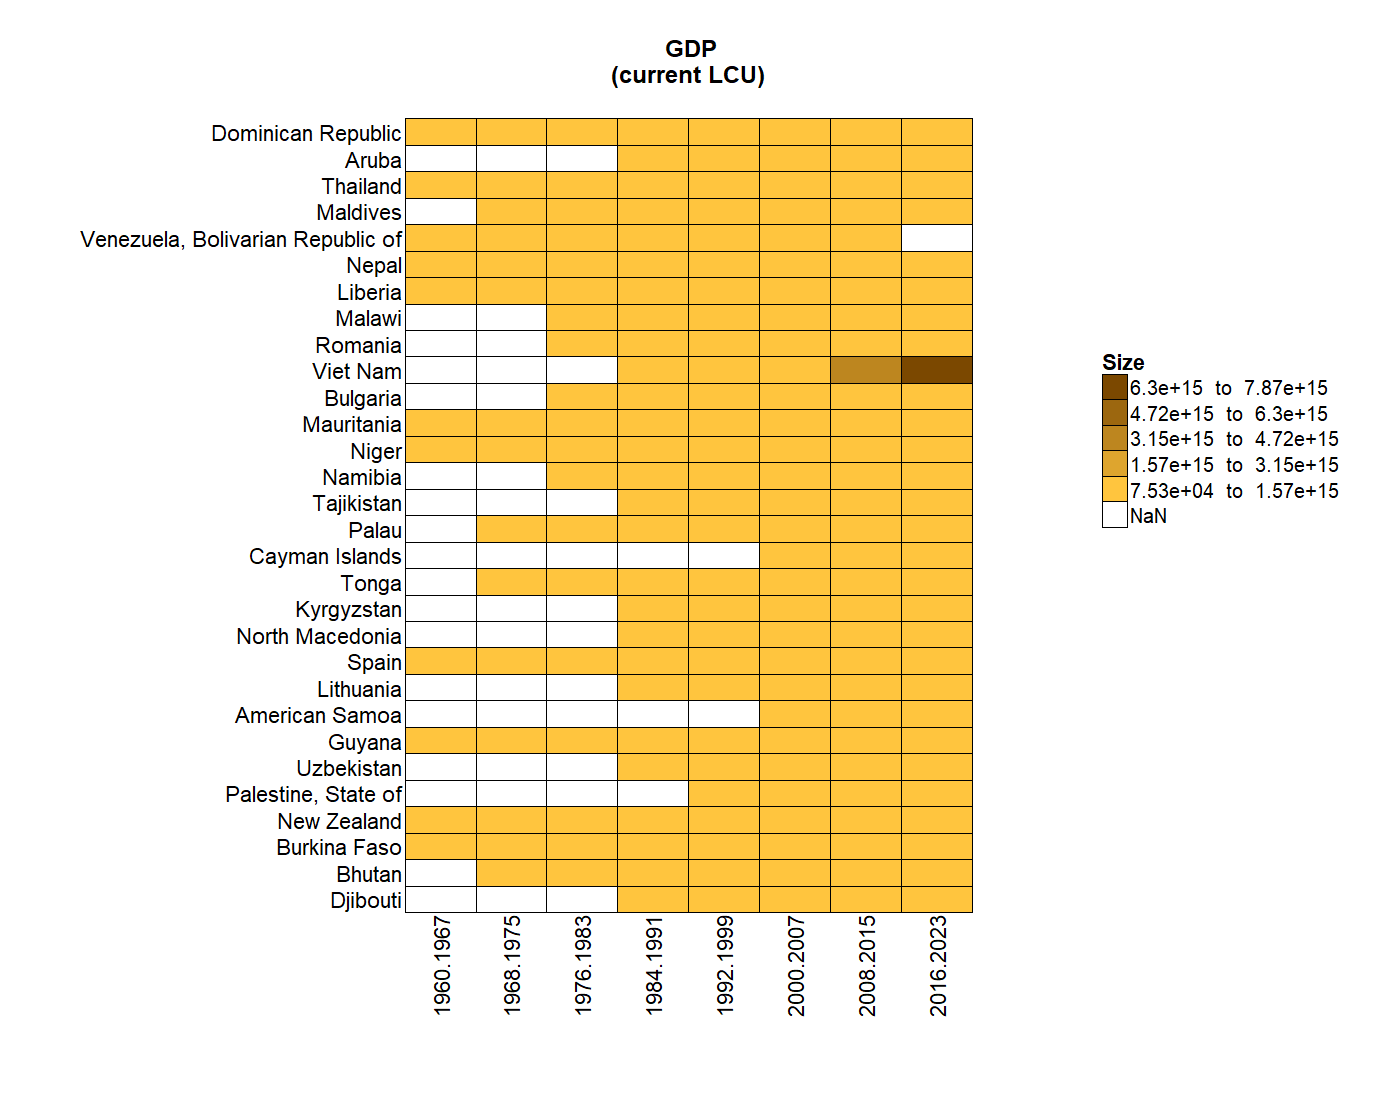 GDP
(current LCU)
Dominican Republic
Aruba
Thailand
Maldives
Venezuela, Bolivarian Republic of
Nepal
Liberia
Malawi
Romania
Viet Nam
Bulgaria
Mauritania
Niger
Namibia
Tajikistan
Palau
Cayman Islands
Tonga
Kyrgyzstan
North Macedonia
Spain
Lithuania
American Samoa
Guyana
Uzbekistan
Palestine, State of
New Zealand
Burkina Faso
Bhutan
Djibouti
1960.1967
1968.1975
1976.1983
1984.1991
1992.1999
2000.2007
2008.2015
2016.2023
Size
6.3e+15 to 7.87e+15
4.72e+15 to 6.3e+15
3.15e+15 to 4.72e+15
1.57e+15 to 3.15e+15
7.53e+04 to 1.57e+15
NaN